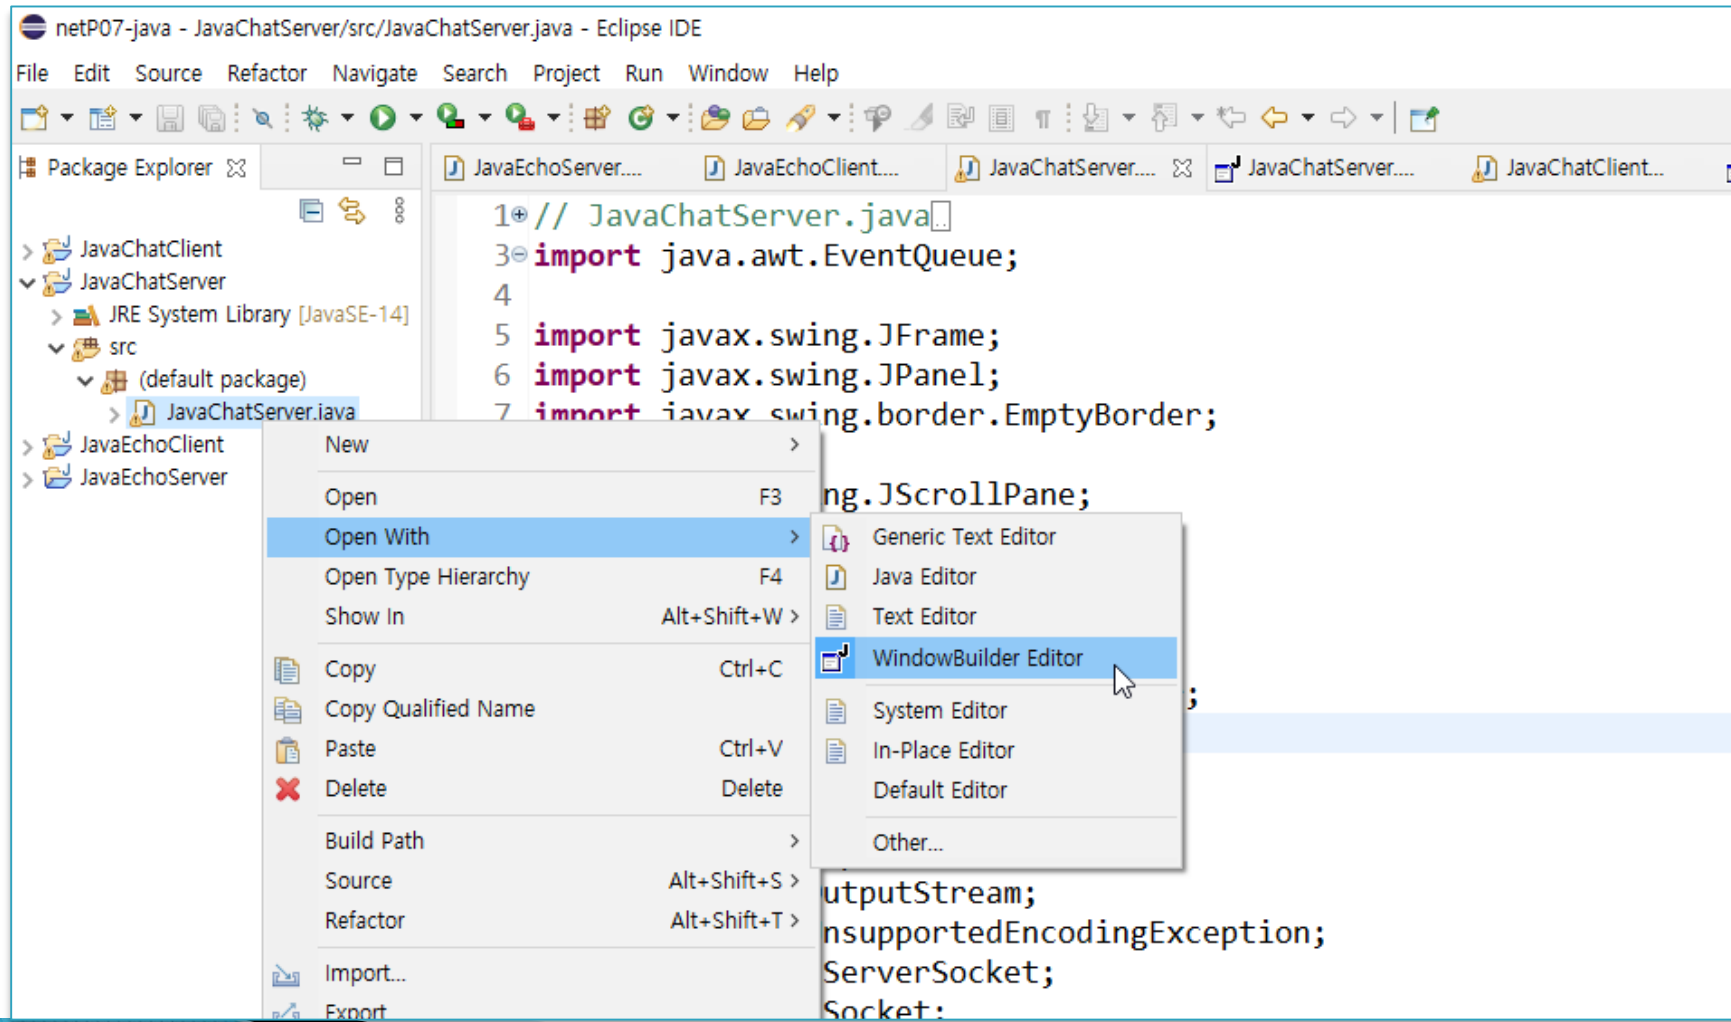 netP07-java - JavaChatServer/src/JavaChatServer.java - Eclipse IDE
File Edit Source Refactor Navigate Search Project Run Window Help
Package Explorer
JavaEchoServer.... JavaEchoClient.... JavaChatServer.... JavaChatServer.... JavaChatClient...
JavaChatClient
JavaChatServer
JRE System Library [JavaSE-14]
src
(default package)
JavaChatServer.java
JavaEchoClient
JavaEchoServer
1 // JavaChatServer.java
3 import java.awt.EventQueue;
4
5 import javax.swing.JFrame;
6 import javax.swing.JPanel;
7 import javax.swing.border.EmptyBorder;
ng.JScrollPane;
;
utputStream;
nsupportedEncodingException;
ServerSocket;
Socket;
New
Open F3
Open With
Open Type Hierarchy F4
Show In Alt+Shift+W
Copy Ctrl+C
Copy Qualified Name
Paste Ctrl+V
Delete Delete
Build Path
Source Alt+Shift+S
Refactor Alt+Shift+T
Import...
Export
Generic Text Editor
Java Editor
Text Editor
WindowBuilder Editor
System Editor
In-Place Editor
Default Editor
Other...